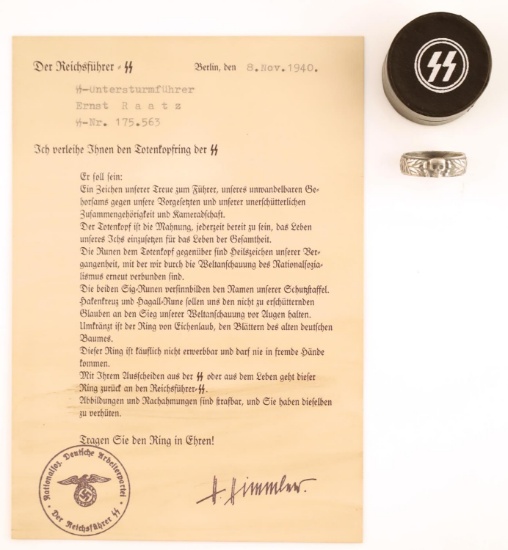 Der Reichsführer-ϟϟ
Berlin, den 8.Nov.1940.
ϟϟ-Untersturmführer
Ernst Raatz
ϟϟ-Nr. 175.563
Ich verleihe Ihnen den Totenkopfring der ϟϟ
Er soll sein:
Ein Zeichen unserer Treue zum Führer, unseres unwandelbaren Ge-
horsams gegen unsere Vorgesetzten und unserer unerschütterlichen
Zusammengehörigkeit und Kameradschaft.
Der Totenkopf ist die Mahnung, jederzeit bereit zu sein, das Leben
unseres Ichs einzusetzen für das Leben der Gesamtheit.
Die Runen dem Totenkopf gegenüber sind Heilszeichen unserer Ver-
gangenheit, mit der wir durch die Weltanschauung des Nationalsozia-
lismus erneut verbunden sind.
Die beiden Sig-Runen versinnbilden den Namen unserer Schutzstaffel.
Hakenkreuz und Hagall-Rune sollen uns den nicht zu erschütternden
Glauben an den Sieg unserer Weltanschauung vor Augen halten.
Umkränzt ist der Ring von Eichenlaub, den Blättern des alten deutschen
Baumes.
Dieser Ring ist käuflich nicht erwerbbar und darf nie in fremde Hände
kommen.
Mit Ihrem Ausscheiden aus der ϟϟ oder aus dem Leben geht dieser
Ring zurück an den Reichsführer-ϟϟ.
Abbildungen und Nachahmungen sind strafbar, und Sie haben dieselben
zu verhüten.
Tragen Sie den Ring in Ehren!
H Himmler.
Nationalsoz. Deutsche Arbeiterpartei
Der Reichsführer ϟϟ
ϟϟ